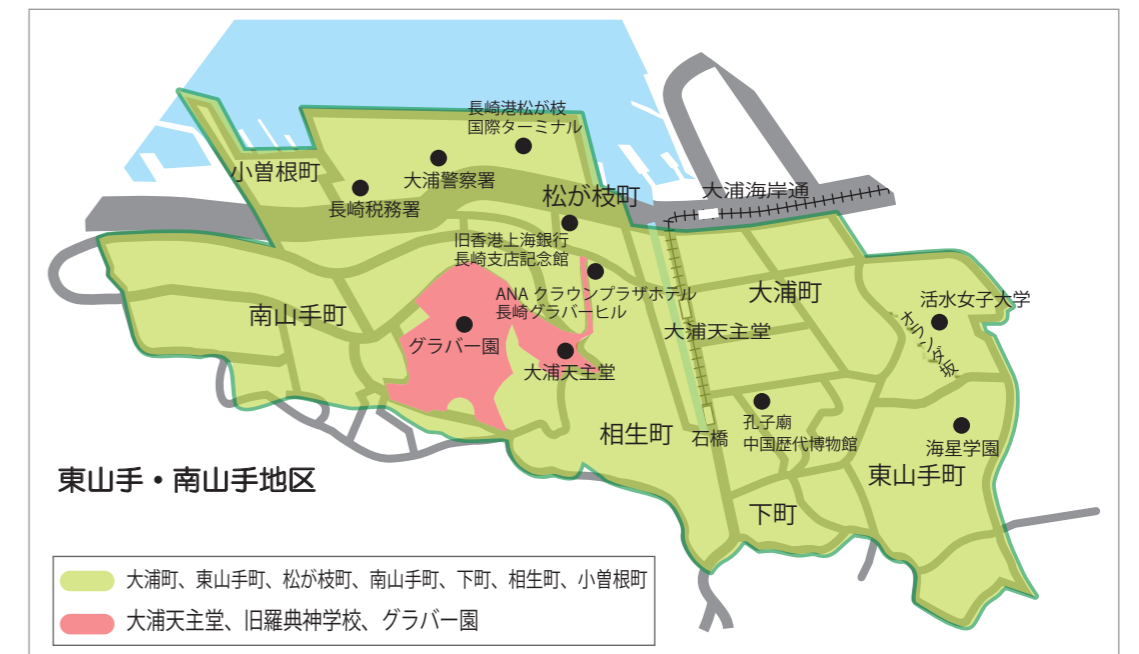 長崎港松が枝
国際ターミナル
小曽根町
大浦警察署
長崎税務署
松が枝町
大浦海岸通
旧香港上海銀行
長崎支店記念館
ANA クラウンプラザホテル
長崎グラバーヒル
大浦町
活水女子大学
オランダ坂
南山手町
グラバー園
大浦天主堂
大浦天主堂
相生町
石橋
孔子廟
中国歴代博物館
海星学園
東山手町
下町
東山手・南山手地区
大浦町、東山手町、松が枝町、南山手町、下町、相生町、小曽根町
大浦天主堂、旧羅典神学校、グラバー園